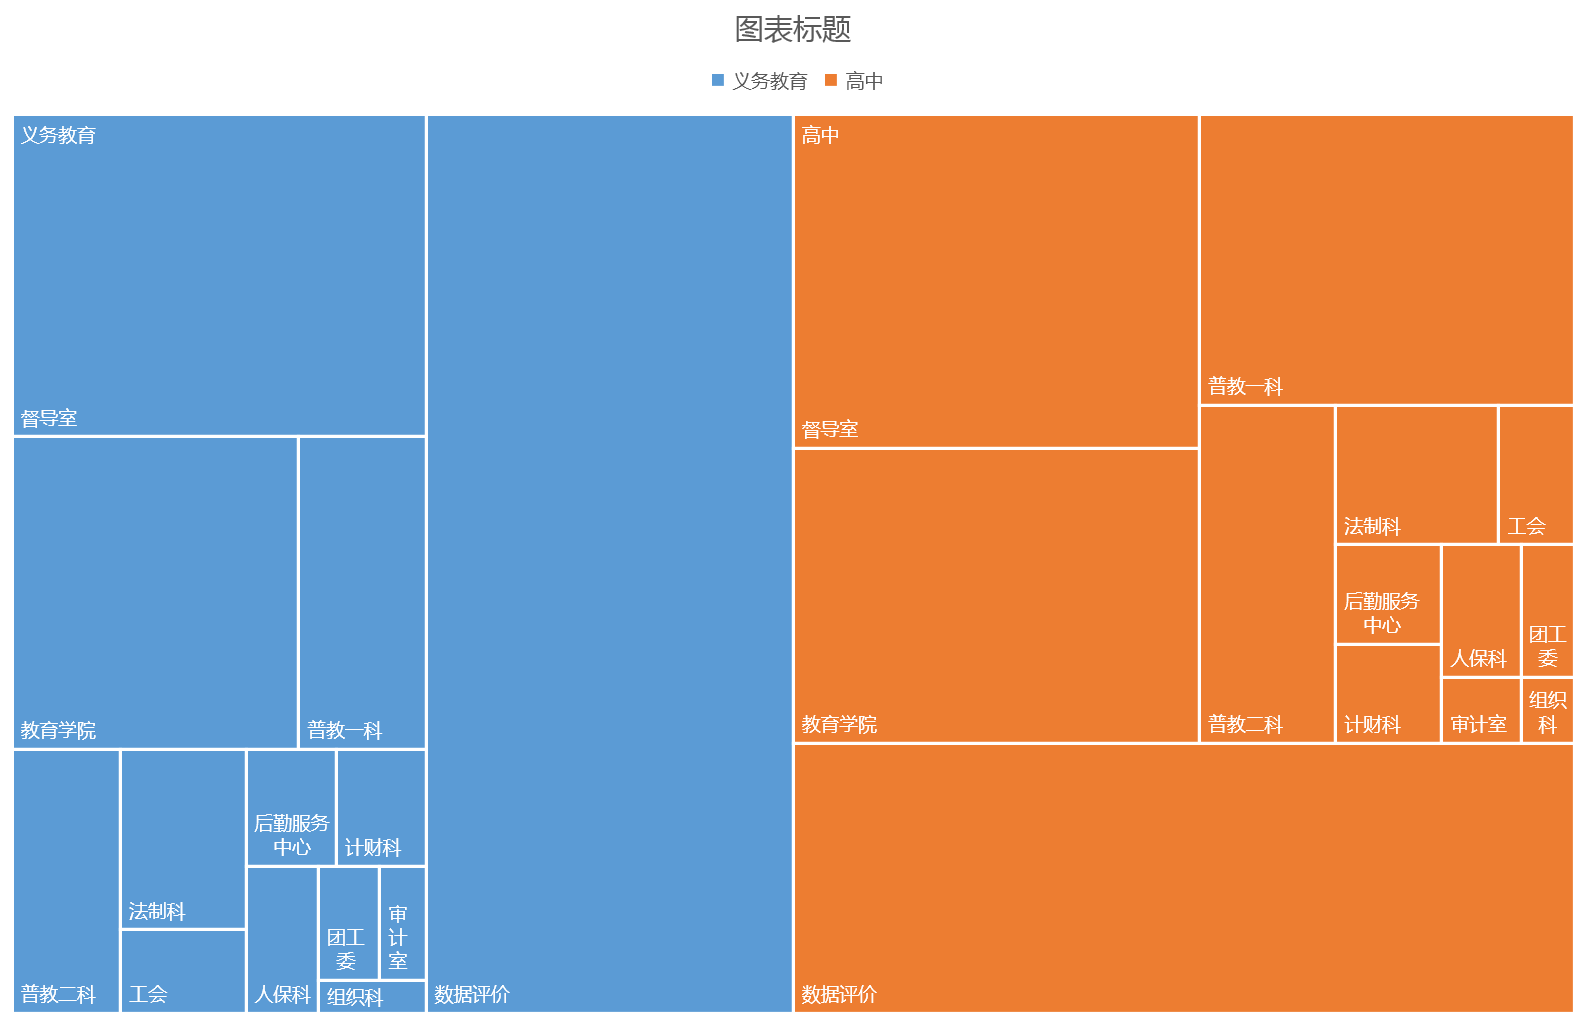 图表标题
义务教育 高中
义务教育
督导室
教育学院
普教一科
普教二科
法制科
工会
后勤服务
中心
计财科
人保科
团工
委
审
计
室
组织科
数据评价
高中
督导室
教育学院
普教一科
普教二科
法制科
工会
后勤服务
中心
计财科
人保科
团工
委
审计室
组织
科
数据评价